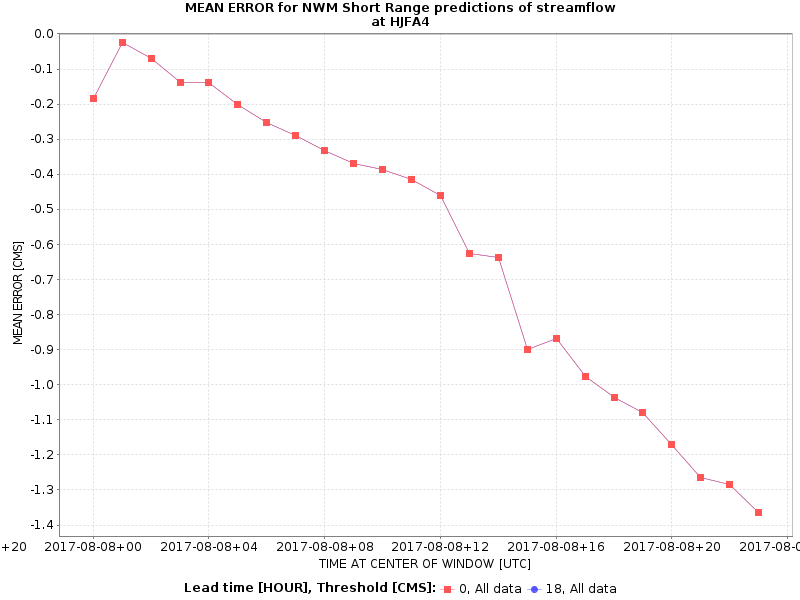 MEAN ERROR for NWM Short Range predictions of streamflow
at HJFA4
0.0
-0.1
-0.2
-0.3
-0.4
-0.5
-0.6
-0.7
-0.8
-0.9
-1.0
-1.1
-1.2
-1.3
-1.4
MEAN ERROR [CMS]
+20 2017-08-08+00 2017-08-08+04 2017-08-08+08 2017-08-08+12 2017-08-08+16 2017-08-08+20 2017-08-0
TIME AT CENTER OF WINDOW [UTC]
Lead time [HOUR], Threshold [CMS]: 0, All data 18, All data